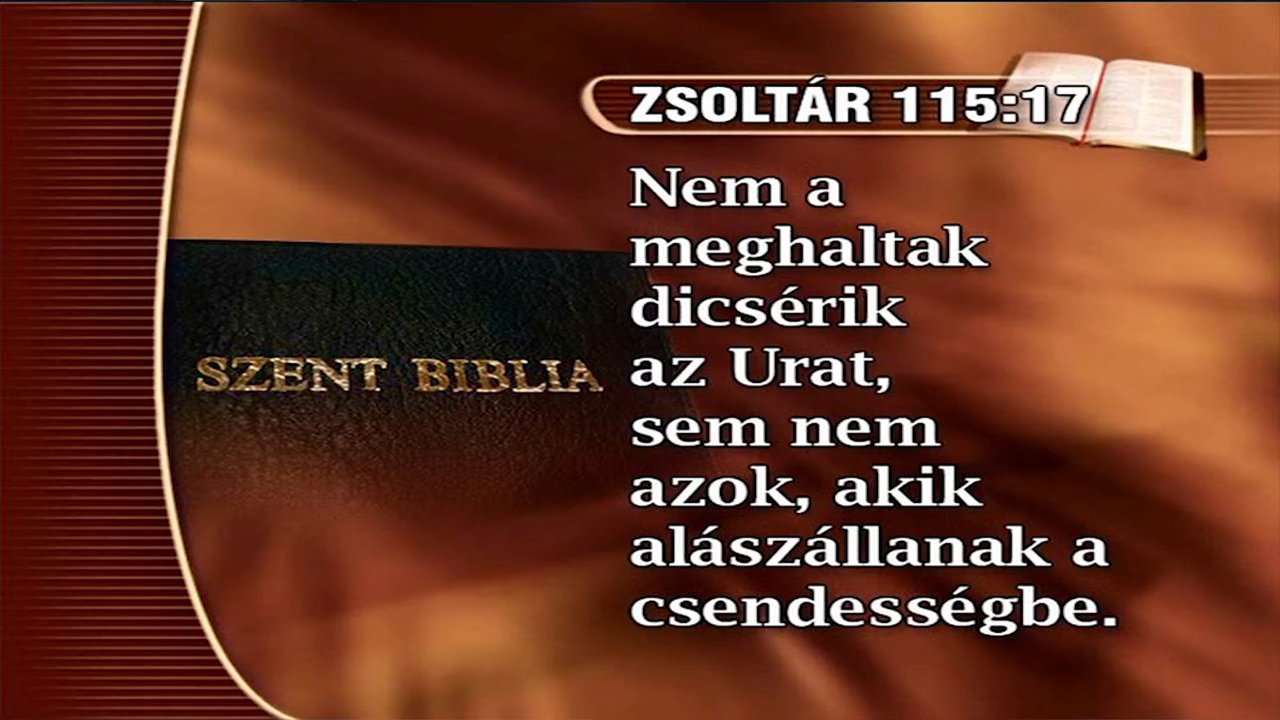 ZSOLTÁR 115:17
Nem a
meghaltak
dicsérik
az Urat,
sem nem
azok, akik
alászállanak a
csendességbe.
SZENT BIBLIA